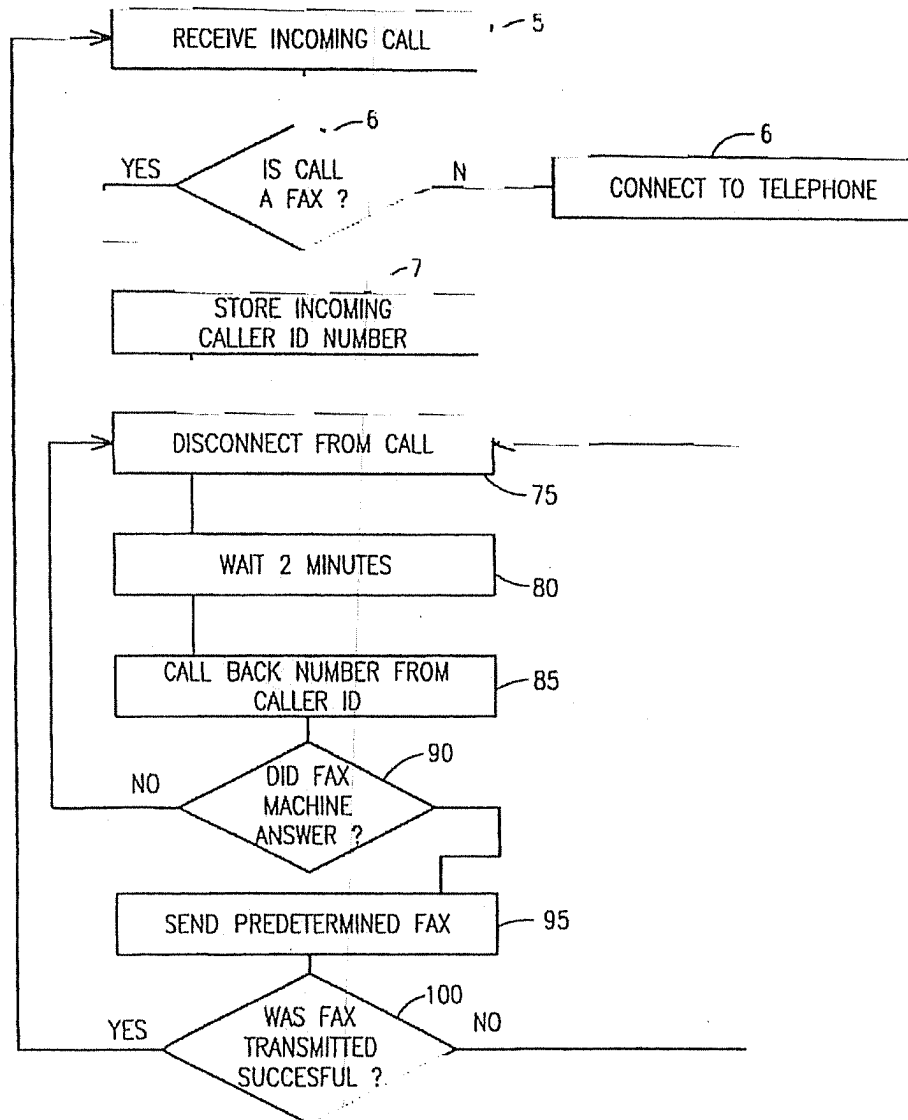 RECEIVE INCOMING CALL
5
6
YES
IS CALL
A FAX ?
N
6
CONNECT TO TELEPHONE
7
STORE INCOMING
CALLER ID NUMBER
DISCONNECT FROM CALL
75
WAIT 2 MINUTES
80
CALL BACK NUMBER FROM
CALLER ID
85
90
NO
DID FAX
MACHINE
ANSWER ?
SEND PREDETERMINED FAX
95
100
YES
WAS FAX
TRANSMITTED
SUCCESFUL ?
NO